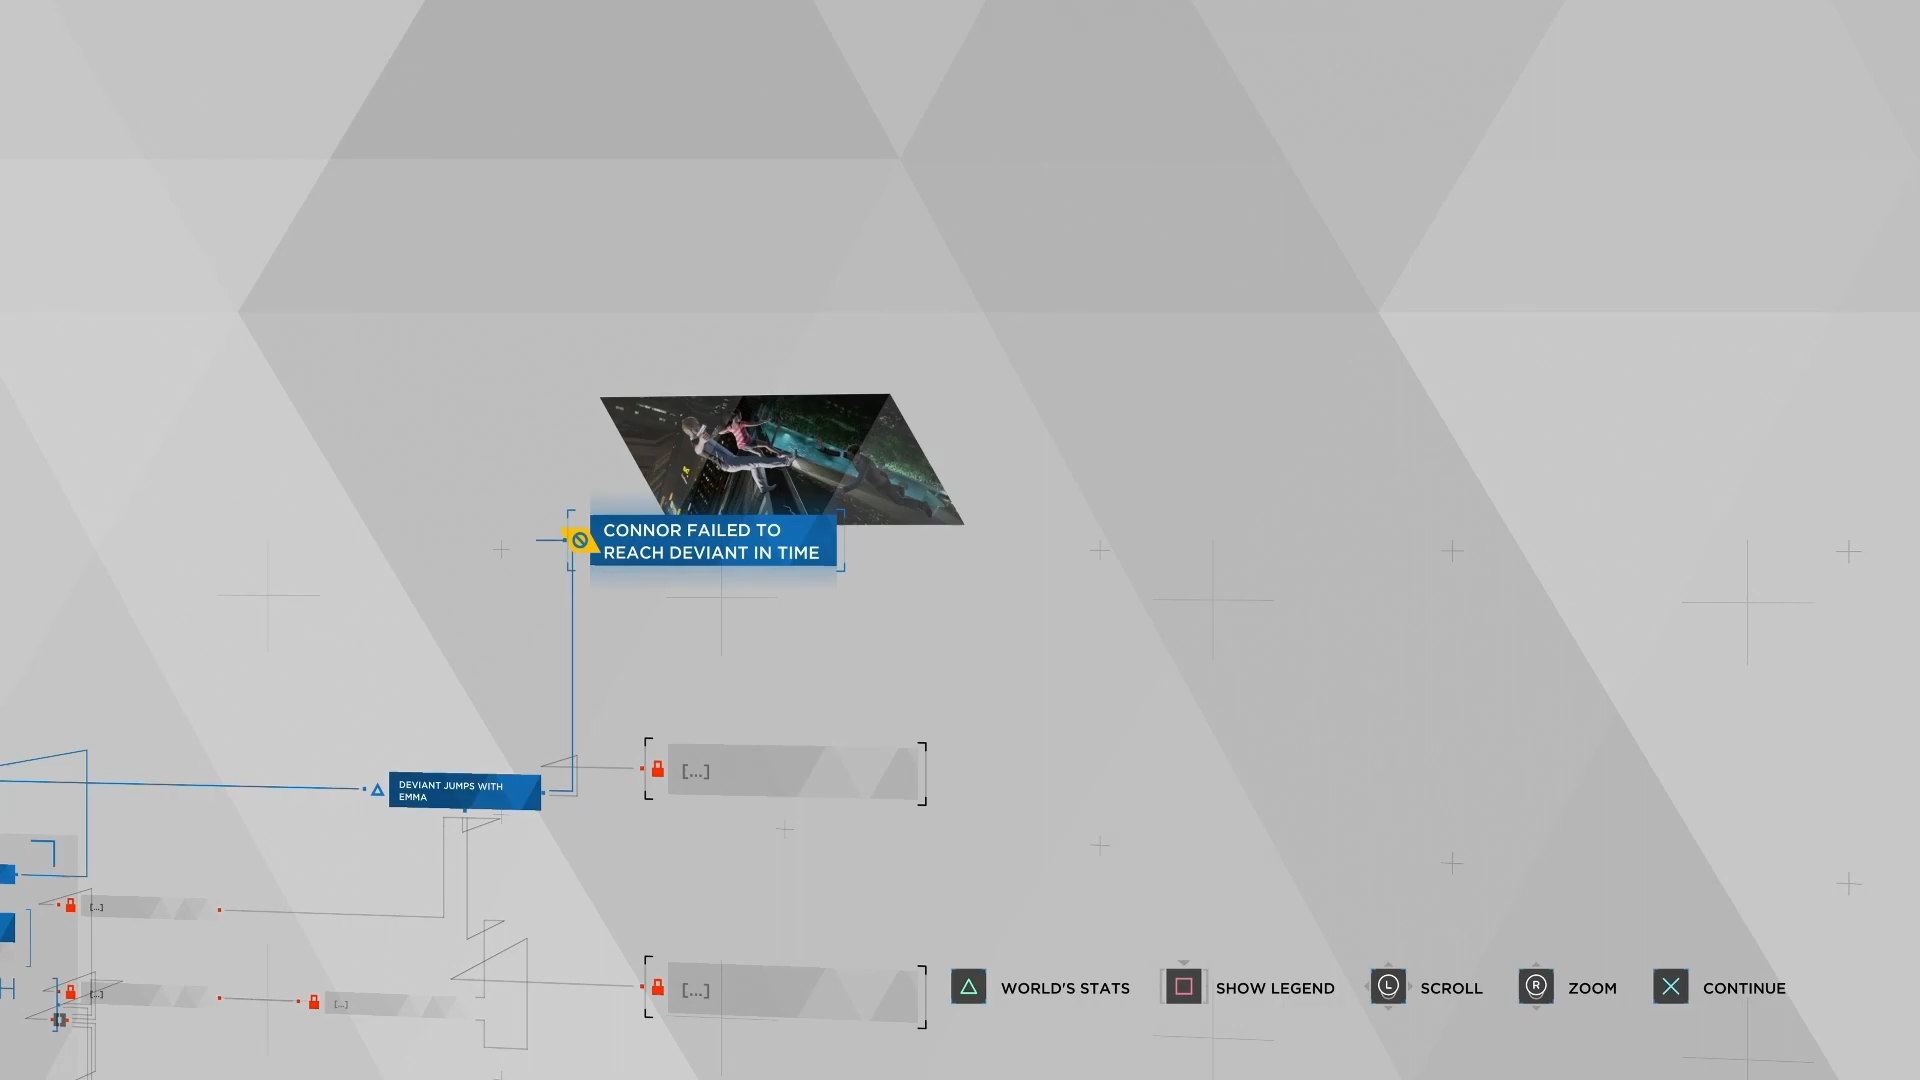 CONNOR FAILED TO
REACH DEVIANT IN TIME
[...]
DEVIANT JUMPS WITH
EMMA
[...]
[...]
[...]
[...]
H
L
R
WORLD'S STATS
SHOW LEGEND
SCROLL
ZOOM
CONTINUE